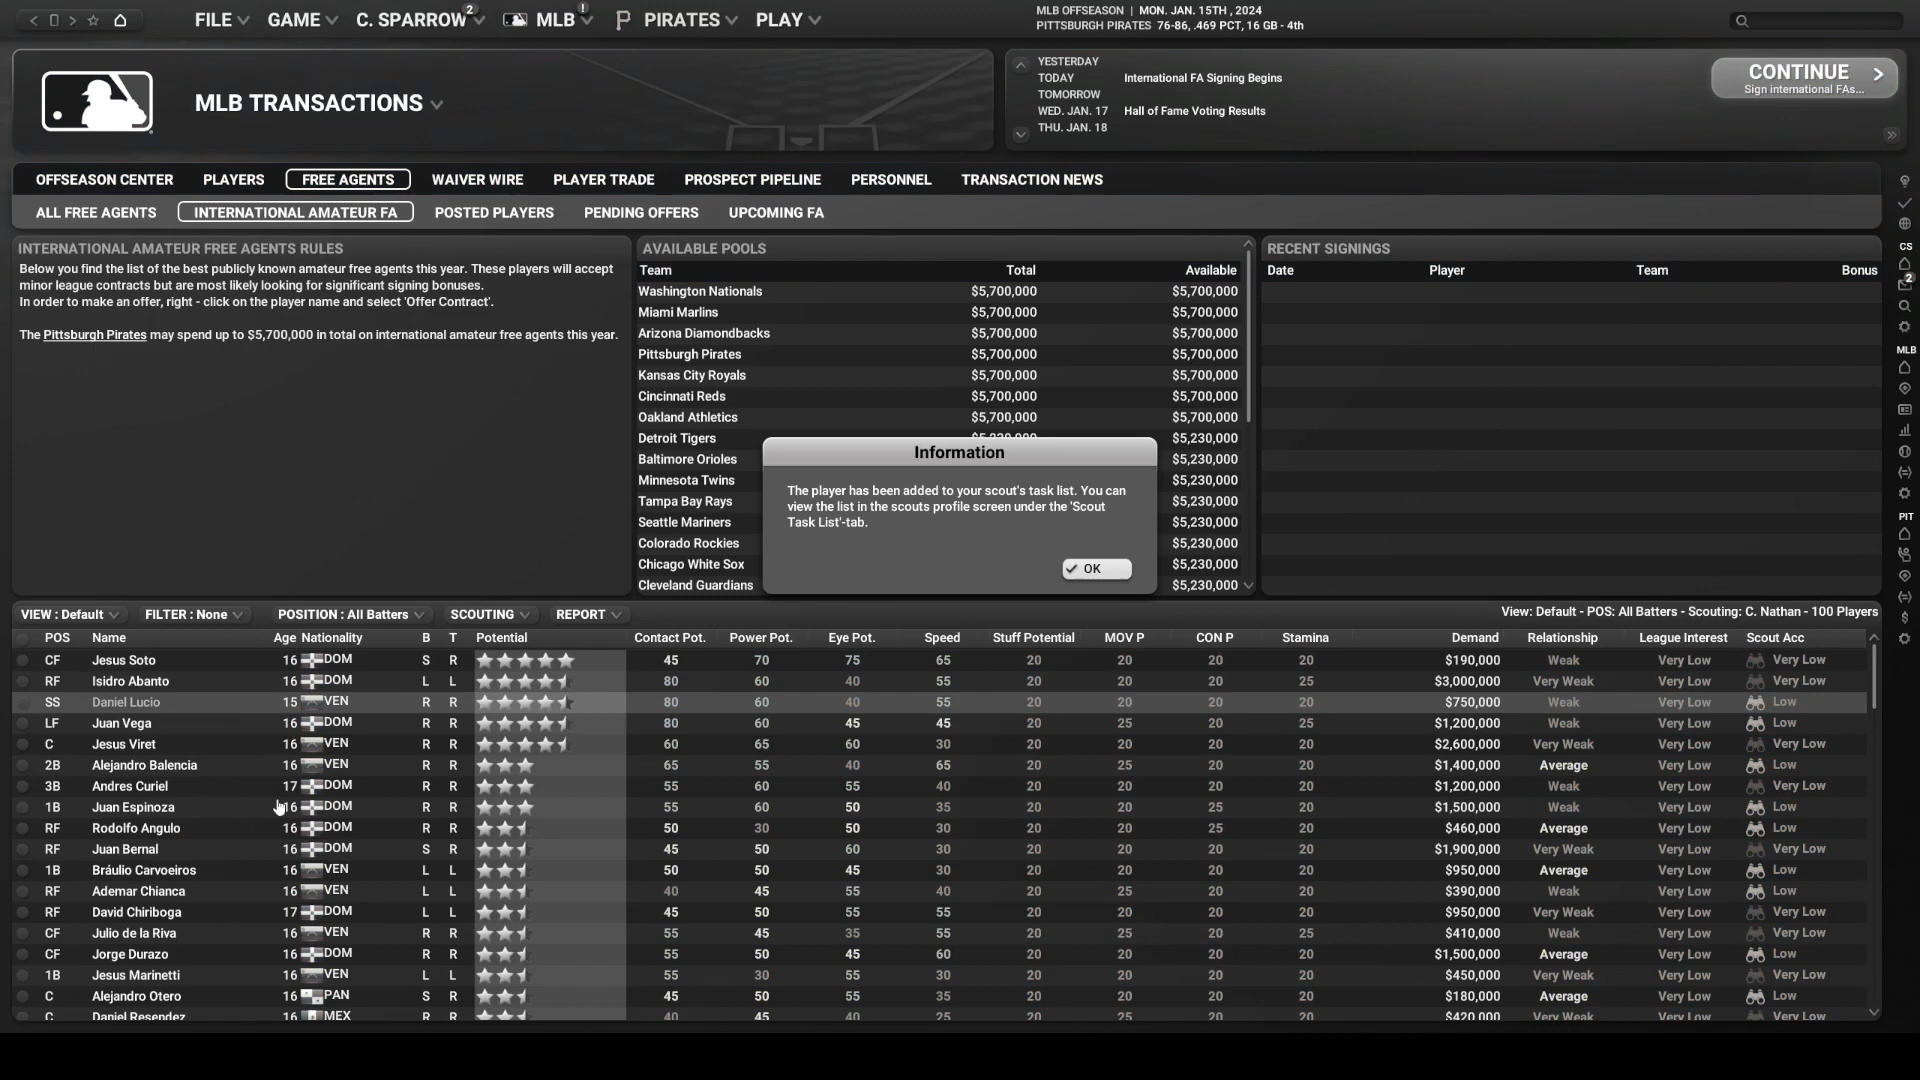 FILE GAME C. SPARROW 2 MLB ! PIRATES PLAY
MLB OFFSEASON | MON. JAN. 15TH , 2024
PITTSBURGH PIRATES 76-86, .469 PCT, 16 GB - 4th
MLB TRANSACTIONS
YESTERDAY
TODAY International FA Signing Begins
TOMORROW
WED. JAN. 17 Hall of Fame Voting Results
THU. JAN. 18
CONTINUE
Sign international FAs...
OFFSEASON CENTER PLAYERS FREE AGENTS WAIVER WIRE PLAYER TRADE PROSPECT PIPELINE PERSONNEL TRANSACTION NEWS
ALL FREE AGENTS INTERNATIONAL AMATEUR FA POSTED PLAYERS PENDING OFFERS UPCOMING FA
INTERNATIONAL AMATEUR FREE AGENTS RULES
Below you find the list of the best publicly known amateur free agents this year. These players will accept
minor league contracts but are most likely looking for significant signing bonuses.
In order to make an offer, right - click on the player name and select 'Offer Contract'.
The Pittsburgh Pirates may spend up to $5,700,000 in total on international amateur free agents this year.
AVAILABLE POOLS
Team Total Available
Washington Nationals $5,700,000 $5,700,000
Miami Marlins $5,700,000 $5,700,000
Arizona Diamondbacks $5,700,000 $5,700,000
Pittsburgh Pirates $5,700,000 $5,700,000
Kansas City Royals $5,700,000 $5,700,000
Cincinnati Reds $5,700,000 $5,700,000
Oakland Athletics $5,700,000 $5,700,000
Detroit Tigers $5,230,000 $5,230,000
Baltimore Orioles $5,230,000
Minnesota Twins $5,230,000
Tampa Bay Rays $5,230,000
Seattle Mariners $5,230,000
Colorado Rockies $5,230,000
Chicago White Sox $5,230,000
Cleveland Guardians $5,230,000
RECENT SIGNINGS
Date Player Team Bonus
Information
The player has been added to your scout's task list. You can
view the list in the scouts profile screen under the 'Scout
Task List'-tab.
OK
CS
2
MLB
PIT
VIEW : Default FILTER : None POSITION : All Batters SCOUTING REPORT View: Default - POS: All Batters - Scouting: C. Nathan - 100 Players
POS Name Age Nationality B T Potential Contact Pot. Power Pot. Eye Pot. Speed Stuff Potential MOV P CON P Stamina Demand Relationship League Interest Scout Acc
CF Jesus Soto 16 DOM S R 45 70 75 65 20 20 20 20 $190,000 Weak Very Low Very Low
RF Isidro Abanto 16 DOM L L 80 60 40 55 20 20 20 25 $3,000,000 Very Weak Very Low Very Low
SS Daniel Lucio 15 VEN R R 80 60 40 55 20 20 20 20 $750,000 Weak Very Low Low
LF Juan Vega 16 DOM R R 80 60 45 45 20 25 20 20 $1,200,000 Weak Very Low Low
C Jesus Viret 16 VEN R R 60 65 60 30 20 20 20 20 $2,600,000 Very Weak Very Low Very Low
2B Alejandro Balencia 16 VEN R R 65 55 40 65 20 25 20 20 $1,400,000 Average Very Low Low
3B Andres Curiel 17 DOM R R 55 60 55 40 20 20 20 20 $1,200,000 Weak Very Low Very Low
1B Juan Espinoza 16 DOM R R 55 60 50 35 20 20 25 20 $1,500,000 Weak Very Low Low
RF Rodolfo Angulo 16 DOM R R 50 30 50 30 20 20 25 20 $460,000 Average Very Low Low
RF Juan Bernal 16 DOM S R 45 50 60 30 20 20 20 20 $1,900,000 Very Weak Very Low Very Low
1B Bráulio Carvoeiros 16 VEN L L 50 50 45 30 20 20 20 20 $950,000 Average Very Low Low
RF Ademar Chianca 16 VEN L L 40 45 55 40 20 25 20 20 $390,000 Weak Very Low Low
RF David Chiriboga 17 DOM L L 45 50 55 55 20 20 20 20 $950,000 Very Weak Very Low Very Low
CF Julio de la Riva 16 VEN R R 55 45 35 55 20 25 20 25 $410,000 Weak Very Low Very Low
CF Jorge Durazo 16 DOM R R 55 50 45 60 20 20 20 20 $1,500,000 Average Very Low Low
1B Jesus Marinetti 16 VEN L L 55 30 55 30 20 20 20 20 $450,000 Very Weak Very Low Very Low
C Alejandro Otero 16 PAN S R 45 50 55 35 20 20 20 20 $180,000 Average Very Low Low
C Daniel Resendez 16 MEX R R 40 45 40 25 20 25 20 20 $420,000 Very Weak Very Low Very Low